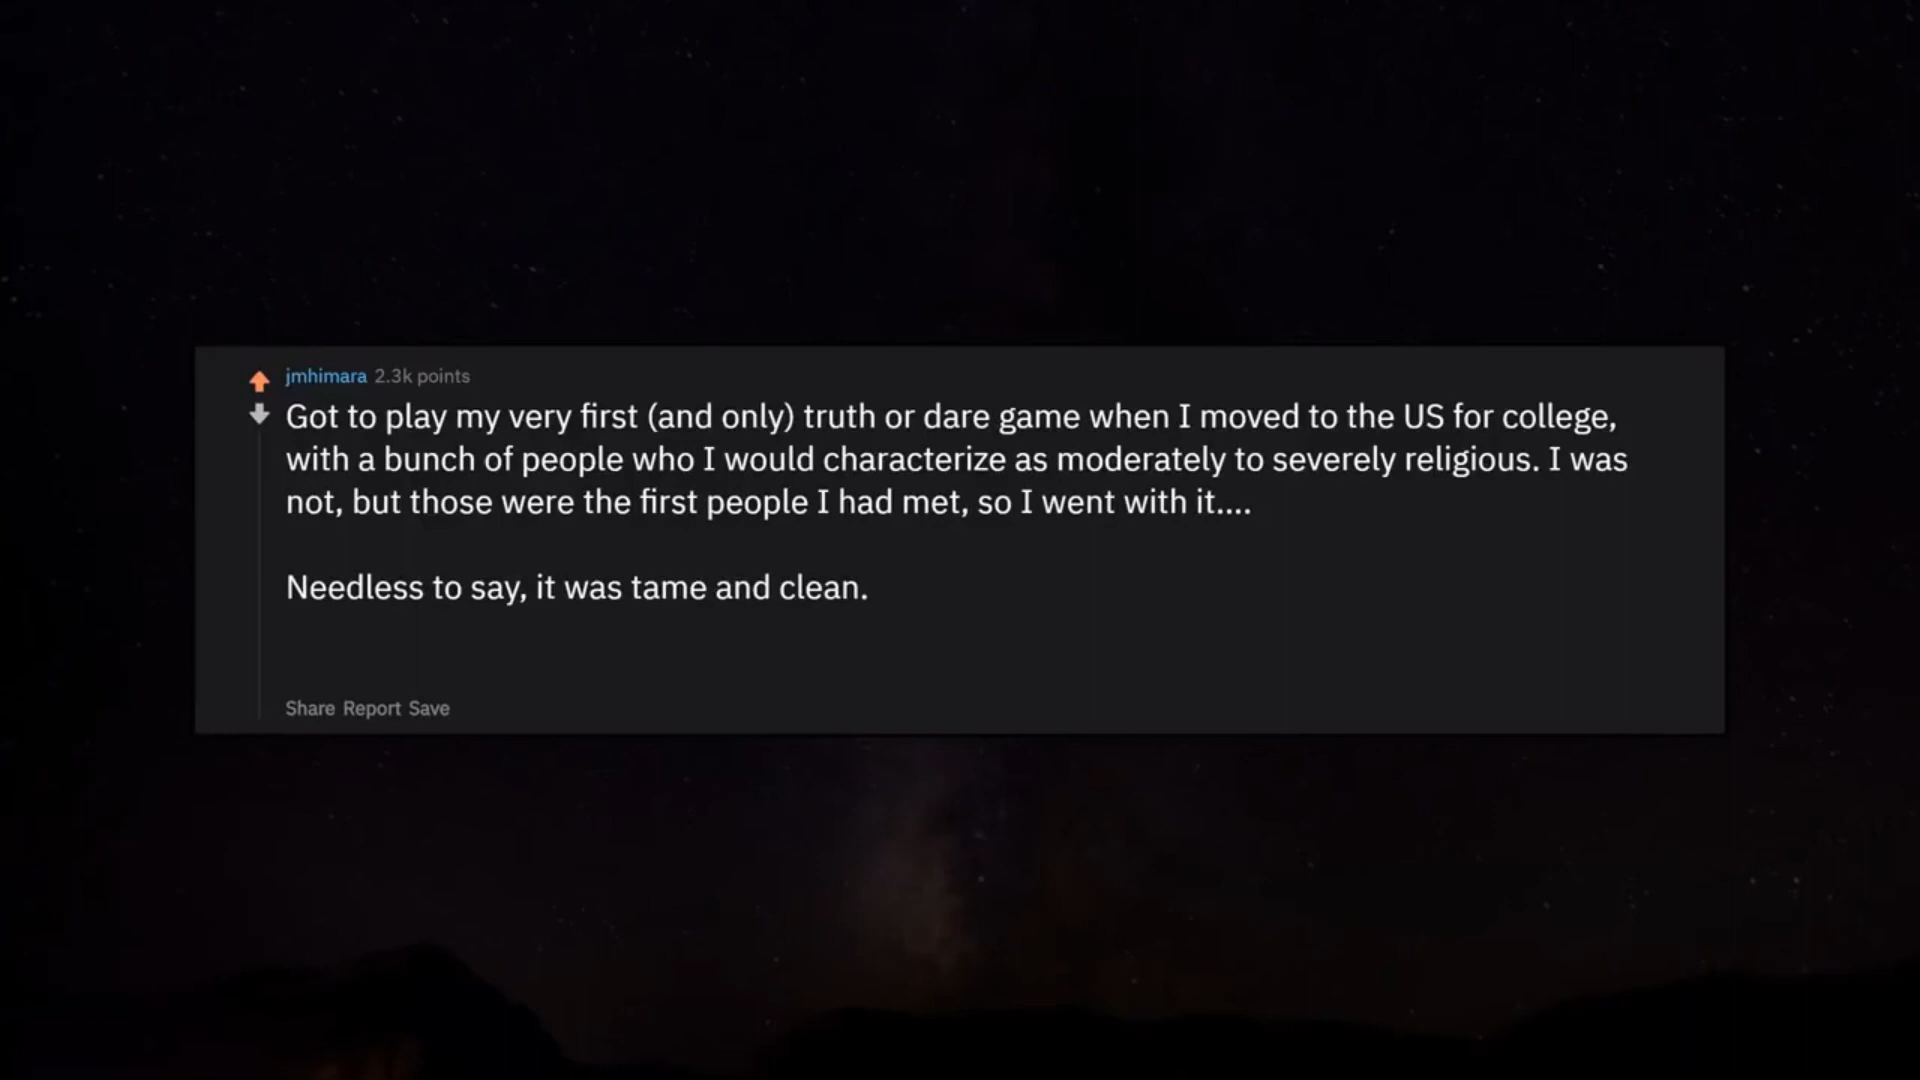 jmhimara 2.3k points
Got to play my very first (and only) truth or dare game when I moved to the US for college,
with a bunch of people who I would characterize as moderately to severely religious. I was
not, but those were the first people I had met, so I went with it....
Needless to say, it was tame and clean.
Share Report Save